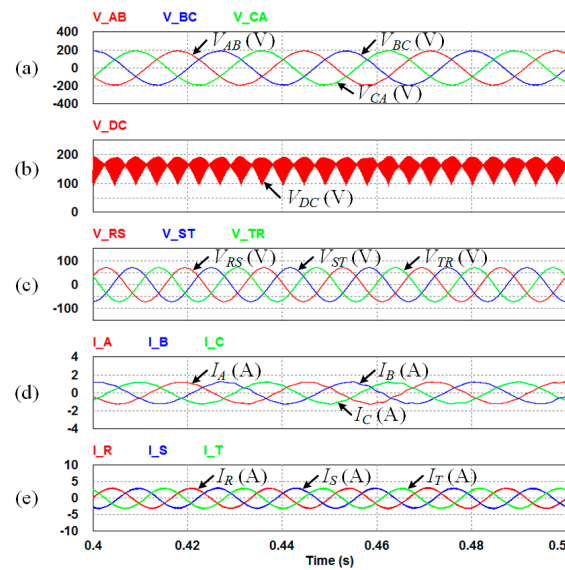 V_AB V_BC V_CA
400
200
0
-200
-400
(a)
V_AB (V)
V_BC (V)
V_CA (V)
V_DC
200
100
0
(b)
V_DC (V)
V_RS V_ST V_TR
100
0
-100
(c)
V_RS (V)
V_ST (V)
V_TR (V)
I_A I_B I_C
4
2
0
-2
-4
(d)
I_A (A)
I_B (A)
I_C (A)
I_R I_S I_T
10
5
0
-5
-10
(e)
I_R (A)
I_S (A)
I_T (A)
0.4 0.42 0.44 0.46 0.48
Time (s)